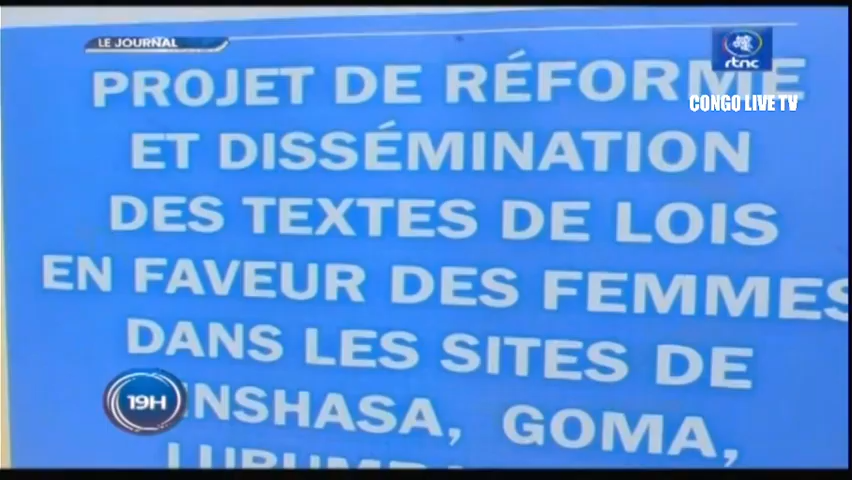 LE JOURNAL
rtnc
CONGO LIVE TV
PROJET DE RÉFORME
ET DISSÉMINATION
DES TEXTES DE LOIS
EN FAVEUR DES FEMMES
DANS LES SITES DE
INSHASA, GOMA,
19H